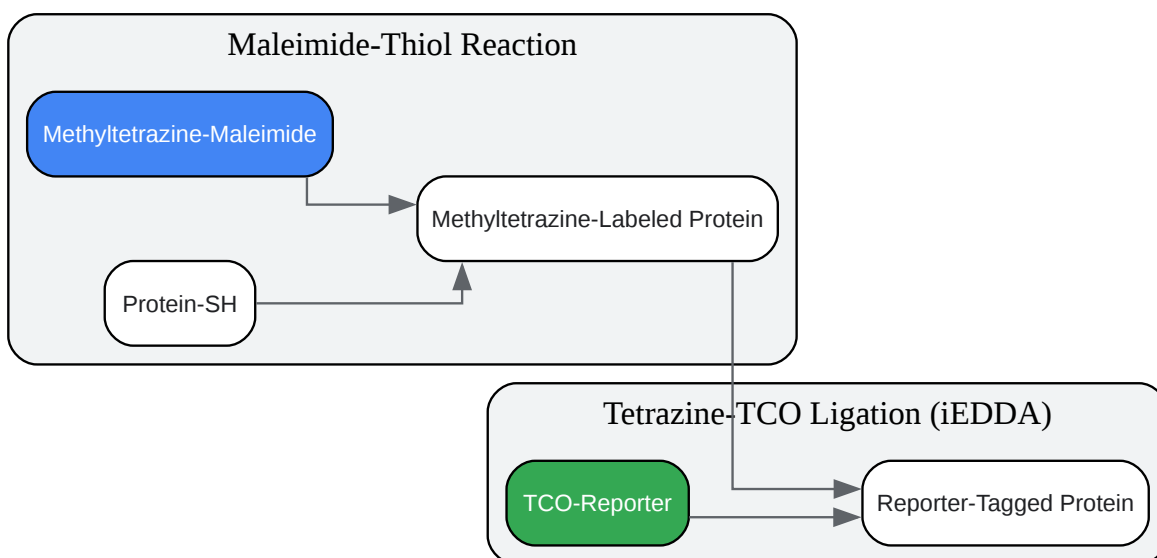 Maleimide-Thiol Reaction
Methyltetrazine-Maleimide
Methyltetrazine-Labeled Protein
Protein-SH
Tetrazine-TCO Ligation (iEDDA)
TCO-Reporter
Reporter-Tagged Protein